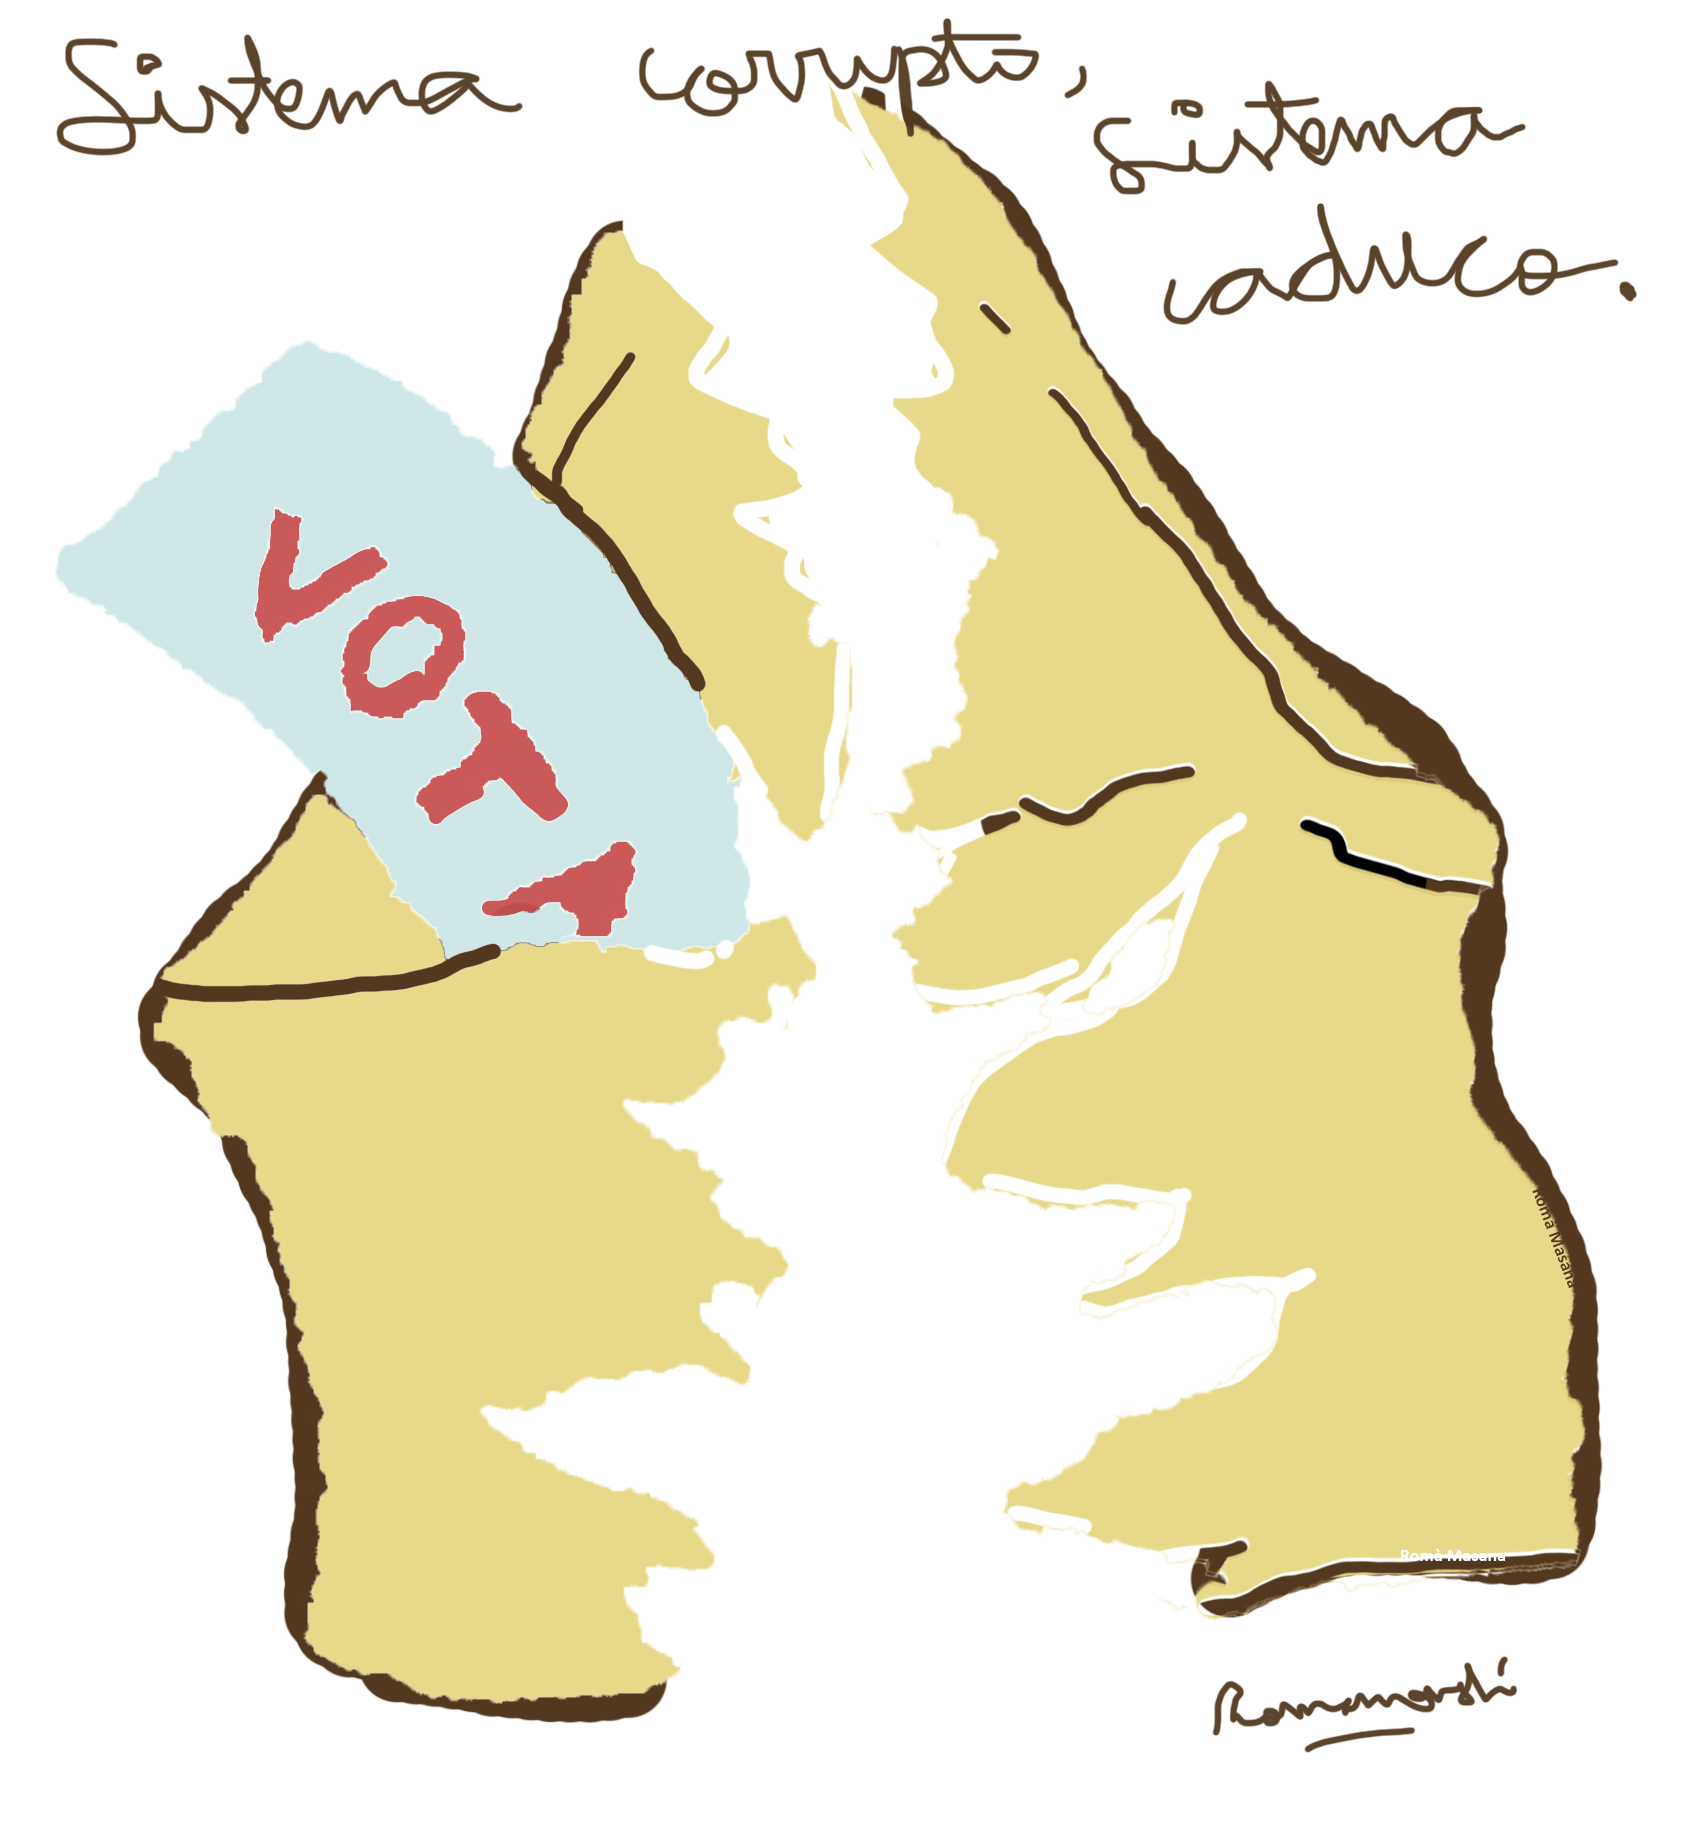 Sistema corrupto,
sistema
caduco.
VOTA
Romà Masana
Romà Masana